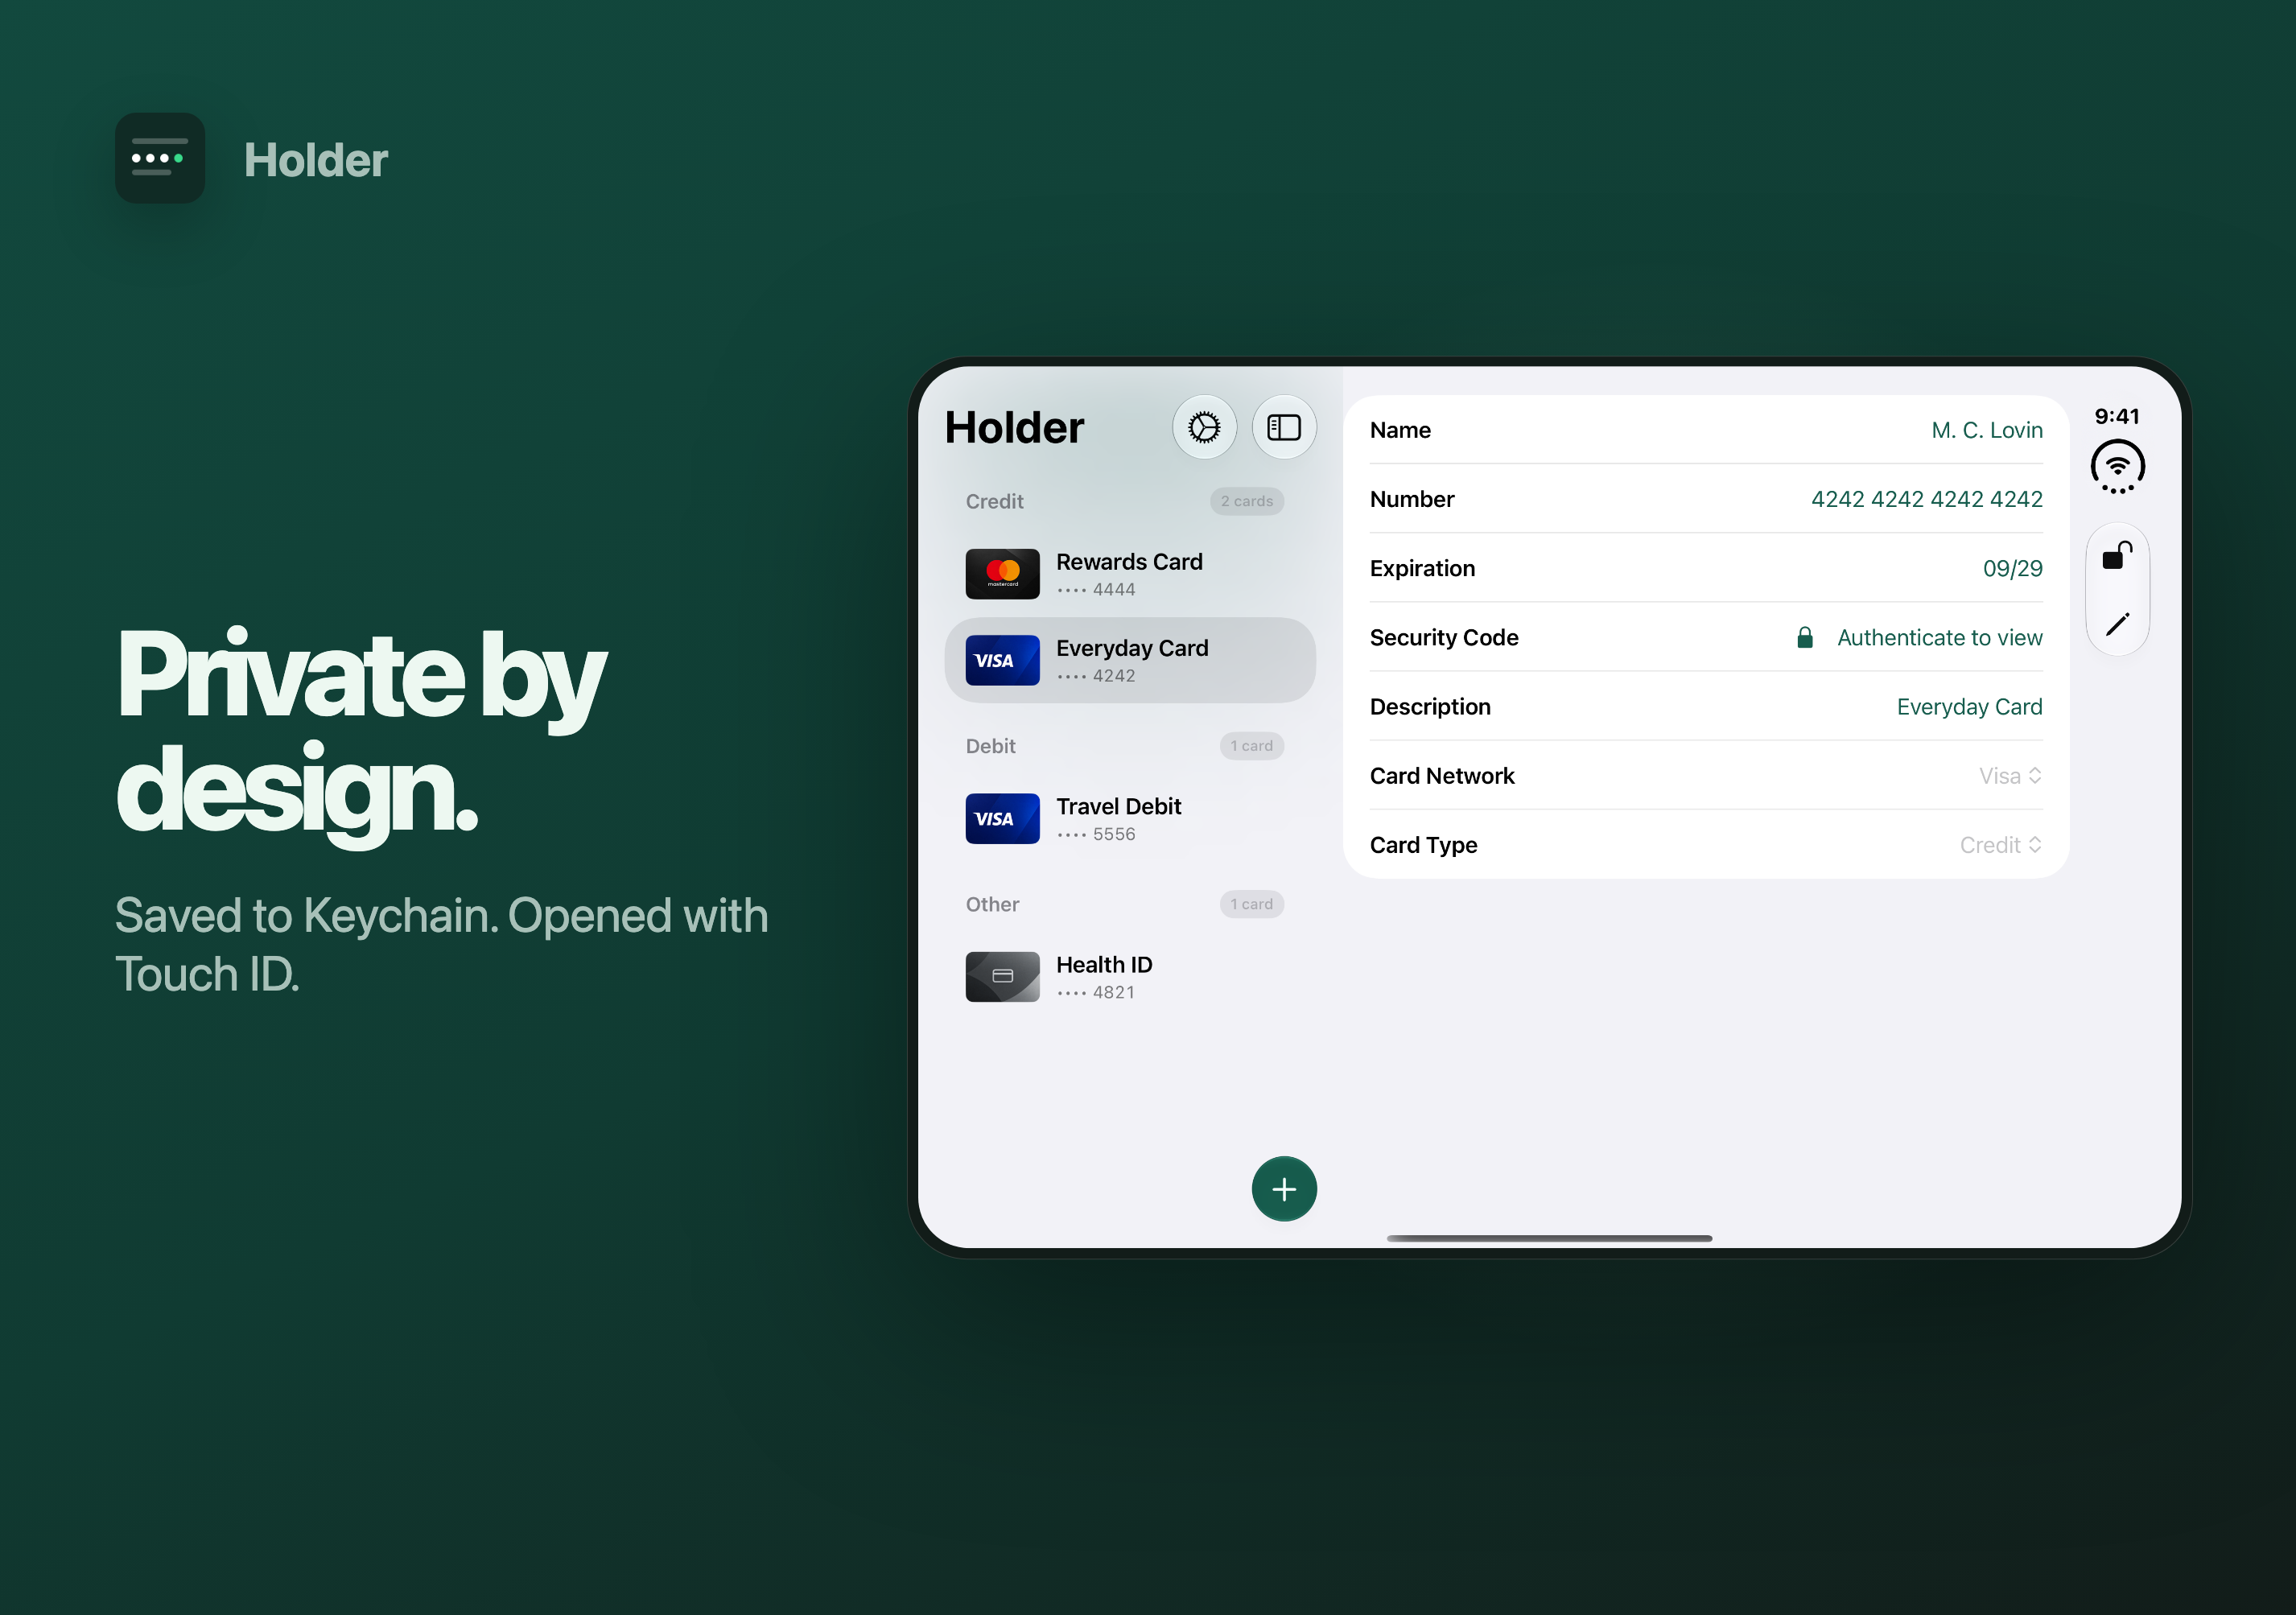 Holder
Private by
design.
Saved to Keychain. Opened with
Touch ID.
Holder
Credit 2 cards
mastercard
Rewards Card
•••• 4444
VISA
Everyday Card
•••• 4242
Debit 1 card
VISA
Travel Debit
•••• 5556
Other 1 card
Health ID
•••• 4821
Name M. C. Lovin
Number 4242 4242 4242 4242
Expiration 09/29
Security Code Authenticate to view
Description Everyday Card
Card Network Visa
Card Type Credit
9:41